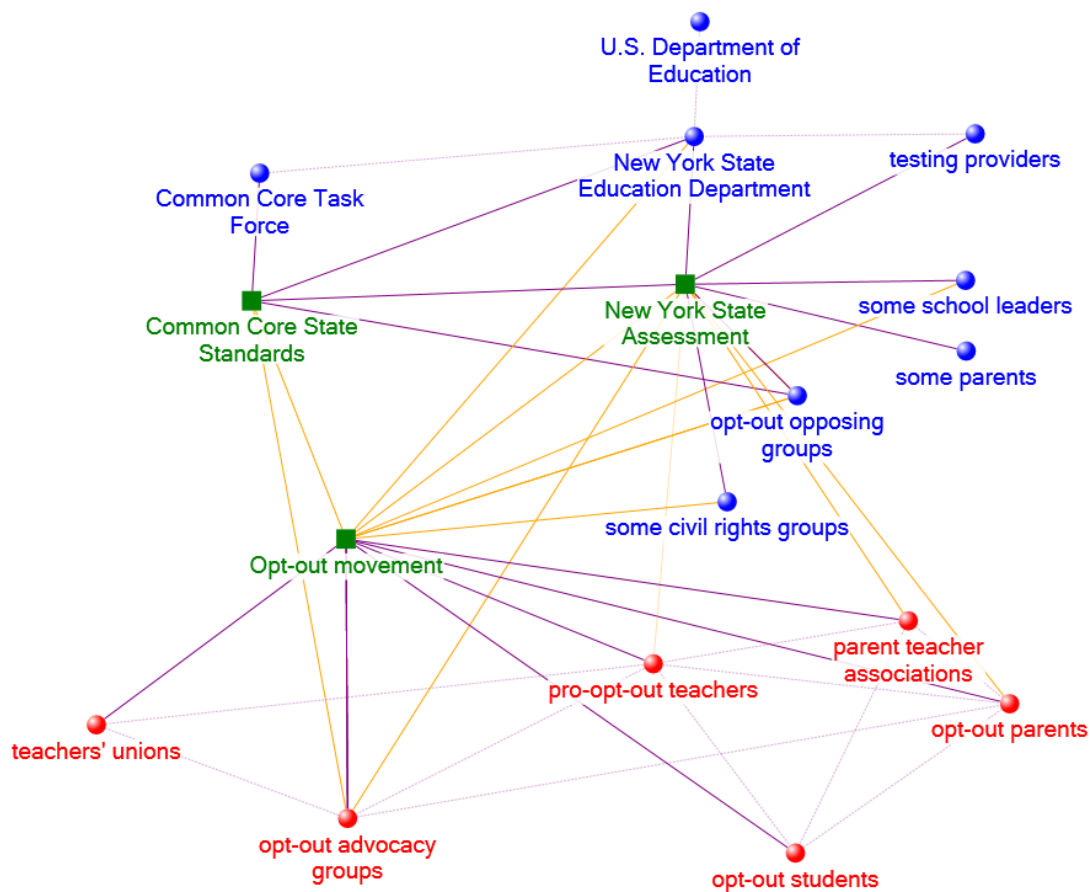 U.S. Department of
Education
New York State
Education Department
testing providers
Common Core Task
Force
some school leaders
Common Core State
Standards
New York State
Assessment
some parents
opt-out opposing
groups
some civil rights groups
Opt-out movement
parent teacher
associations
pro-opt-out teachers
opt-out parents
teachers' unions
opt-out advocacy
groups
opt-out students